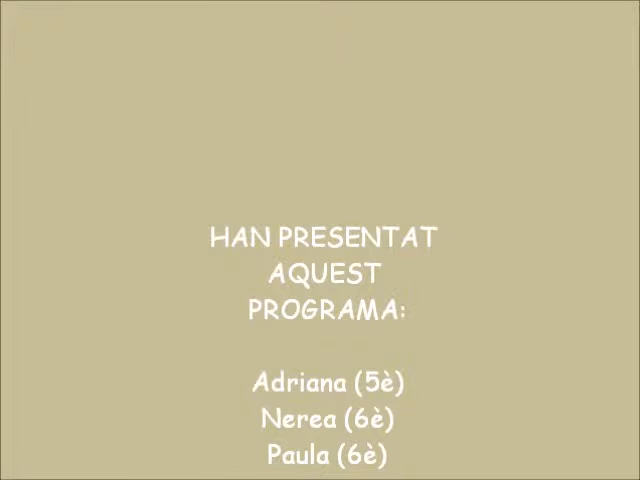 HAN PRESENTAT
AQUEST
PROGRAMA:
Adriana (5è)
Nerea (6è)
Paula (6è)